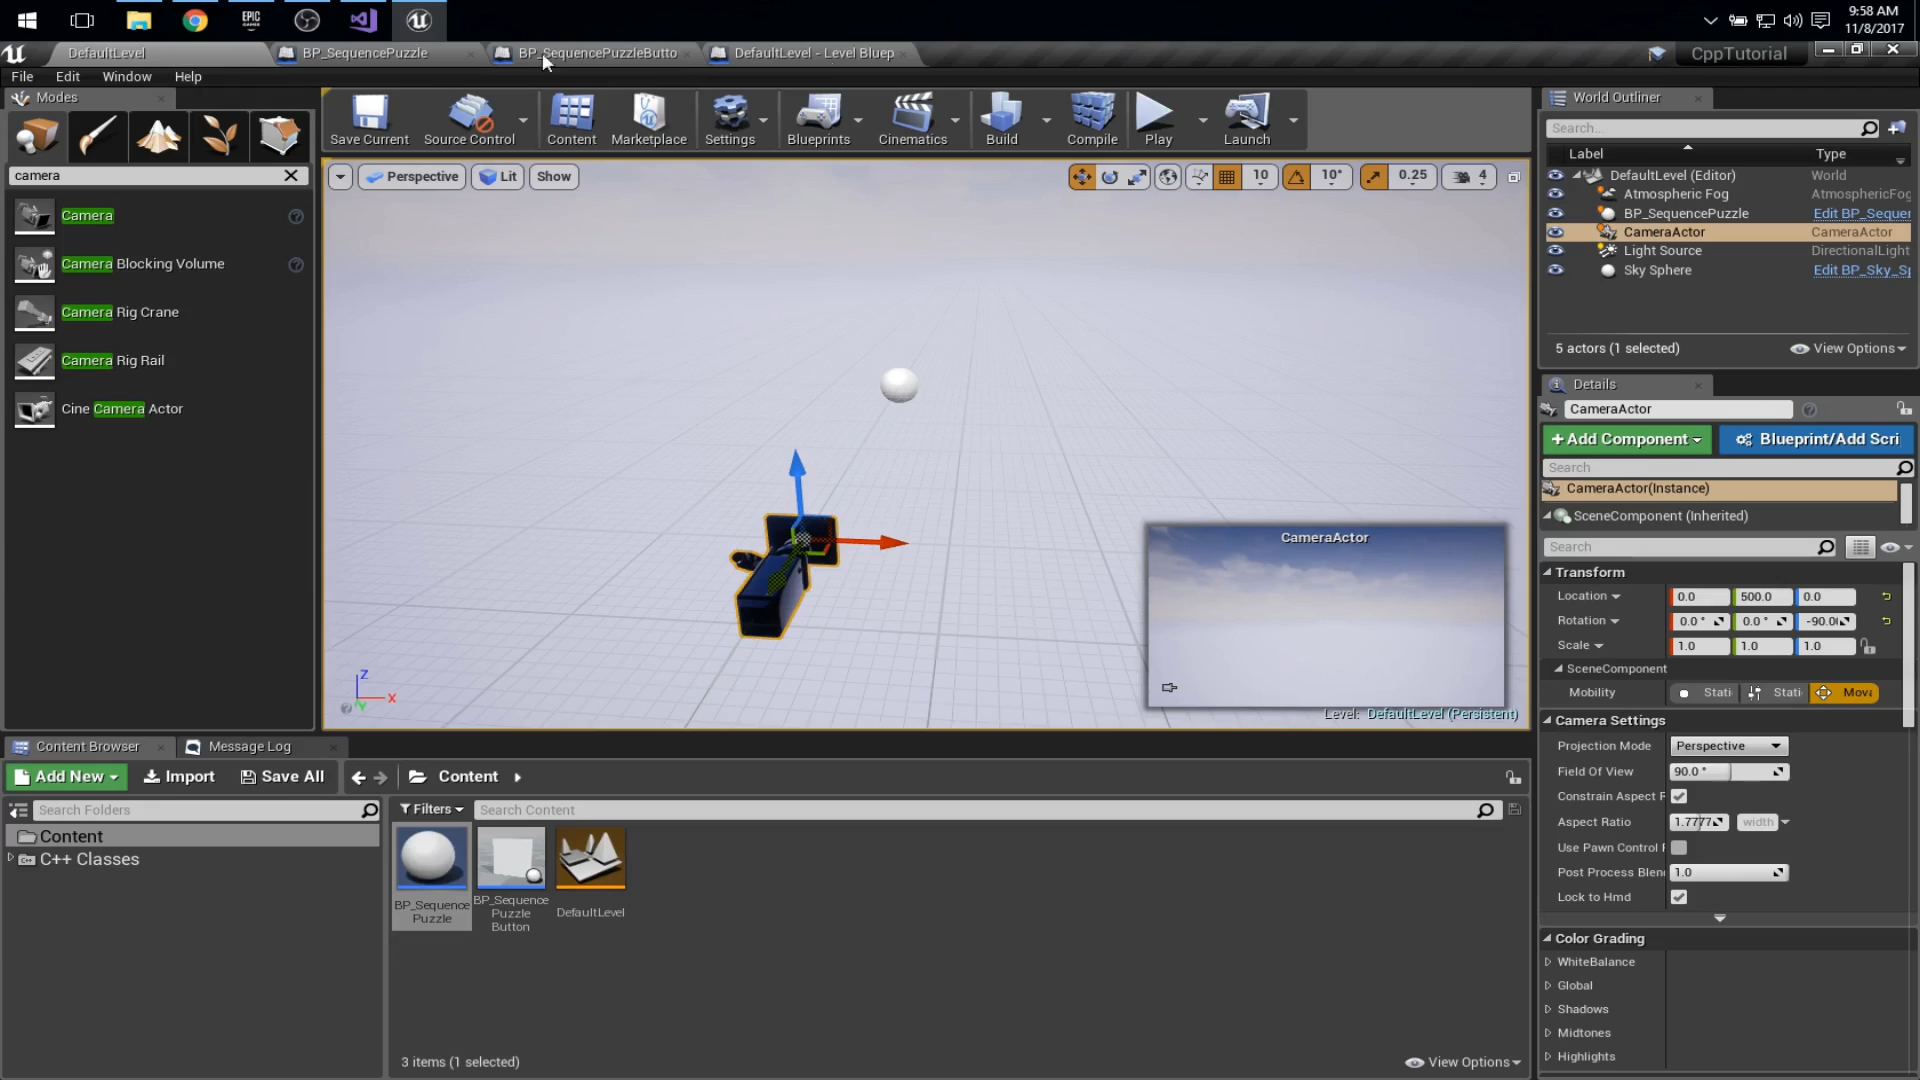 9:58 AM
11/8/2017
DefaultLevel
BP_SequencePuzzle
BP_SequencePuzzleButto
DefaultLevel - Level Bluep
CppTutorial
File Edit Window Help
Modes
Save Current
Source Control
Content
Marketplace
Settings
Blueprints
Cinematics
Build
Compile
Play
Launch
camera
Camera
Camera Blocking Volume
Camera Rig Crane
Camera Rig Rail
Cine Camera Actor
Perspective
Lit
Show
10
10°
0.25
4
CameraActor
Z
X
Y
Level: DefaultLevel (Persistent)
World Outliner
Search...
Label Type
DefaultLevel (Editor) World
Atmospheric Fog AtmosphericFog
BP_SequencePuzzle Edit BP_Sequer
CameraActor CameraActor
Light Source DirectionalLight
Sky Sphere Edit BP_Sky_Sp
5 actors (1 selected)
View Options
Details
CameraActor
+Add Component
Blueprint/Add Scri
Search
CameraActor(Instance)
SceneComponent (Inherited)
Search
Transform
Location 0.0 500.0 0.0
Rotation 0.0 ° 0.0 ° -90.0
Scale 1.0 1.0 1.0
SceneComponent
Mobility Stati Stati Mova
Camera Settings
Projection Mode Perspective
Field Of View 90.0 °
Constrain Aspect F
Aspect Ratio 1.7777 width
Use Pawn Control F
Post Process Blen 1.0
Lock to Hmd
Color Grading
WhiteBalance
Global
Shadows
Midtones
Highlights
Content Browser
Message Log
Add New
Import
Save All
Content
Search Folders
Filters
Search Content
Content
C++ Classes
BP_Sequence
Puzzle
BP_Sequence
Puzzle
Button
DefaultLevel
3 items (1 selected)
View Options